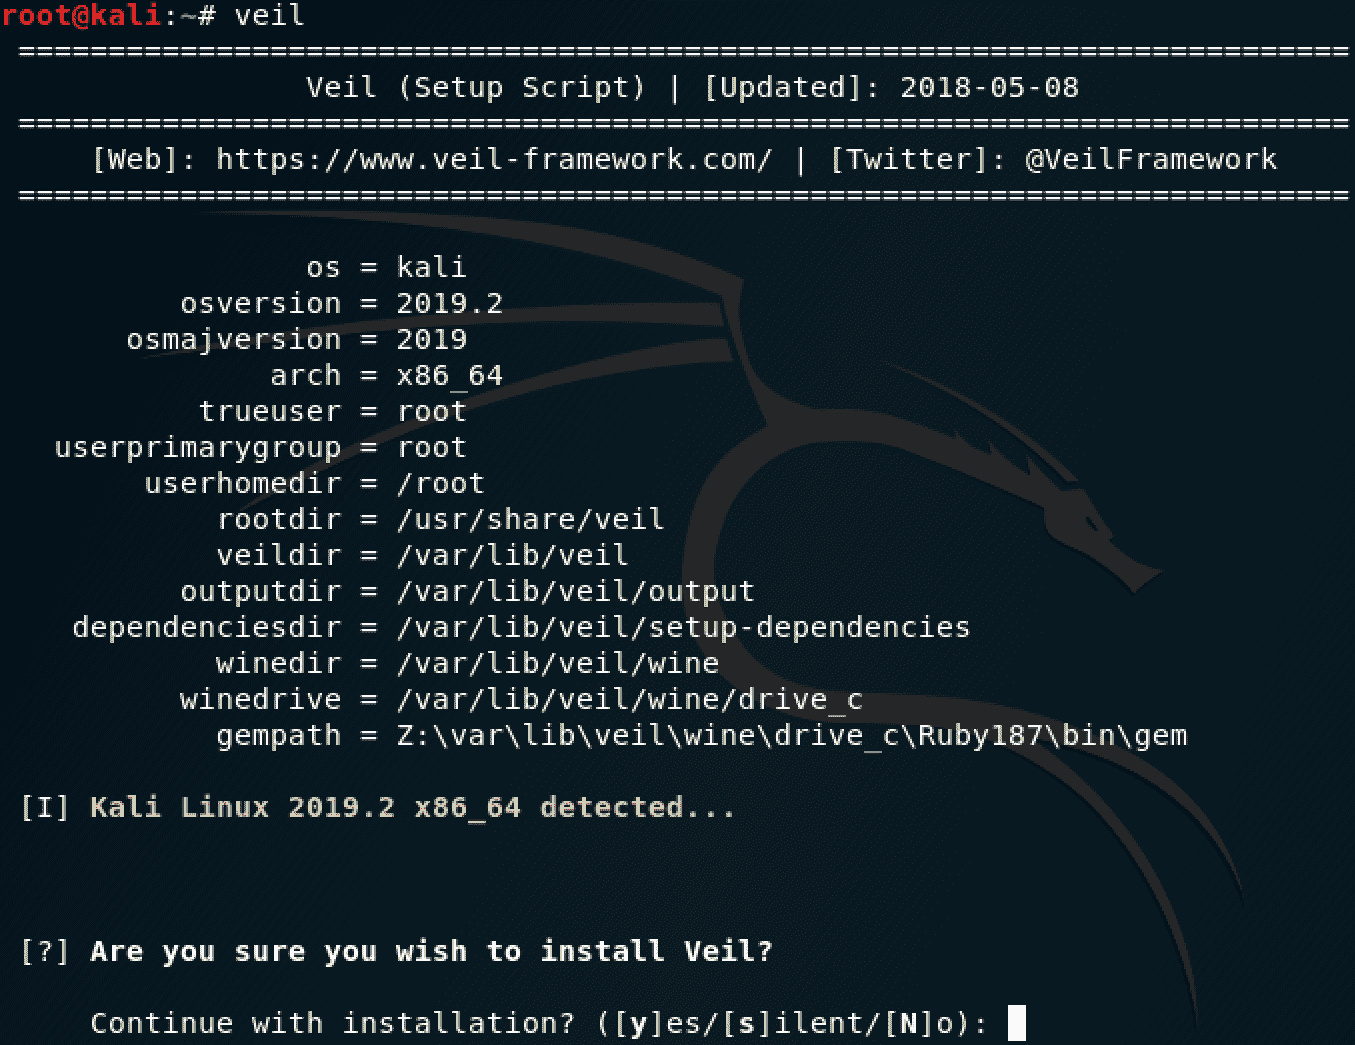 root@kali:~# veil
==========================================================================
Veil (Setup Script) | [Updated]: 2018-05-08
==========================================================================
[Web]: https://www.veil-framework.com/ | [Twitter]: @VeilFramework
==========================================================================
os = kali
osversion = 2019.2
osmajversion = 2019
arch = x86_64
trueuser = root
userprimarygroup = root
userhomedir = /root
rootdir = /usr/share/veil
veildir = /var/lib/veil
outputdir = /var/lib/veil/output
dependenciesdir = /var/lib/veil/setup-dependencies
winedir = /var/lib/veil/wine
winedrive = /var/lib/veil/wine/drive_c
gempath = Z:\var\lib\veil\wine\drive_c\Ruby187\bin\gem
[I] Kali Linux 2019.2 x86_64 detected...
[?] Are you sure you wish to install Veil?
Continue with installation? ([y]es/[s]ilent/[N]o):